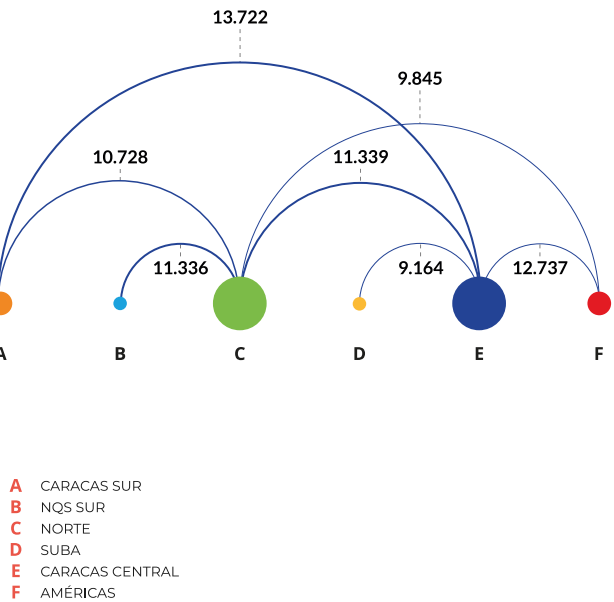 13.722
9.845
10.728
11.339
11.336
9.164
12.737
A B C D E F
A CARACAS SUR
B NQS SUR
C NORTE
D SUBA
E CARACAS CENTRAL
F AMÉRICAS